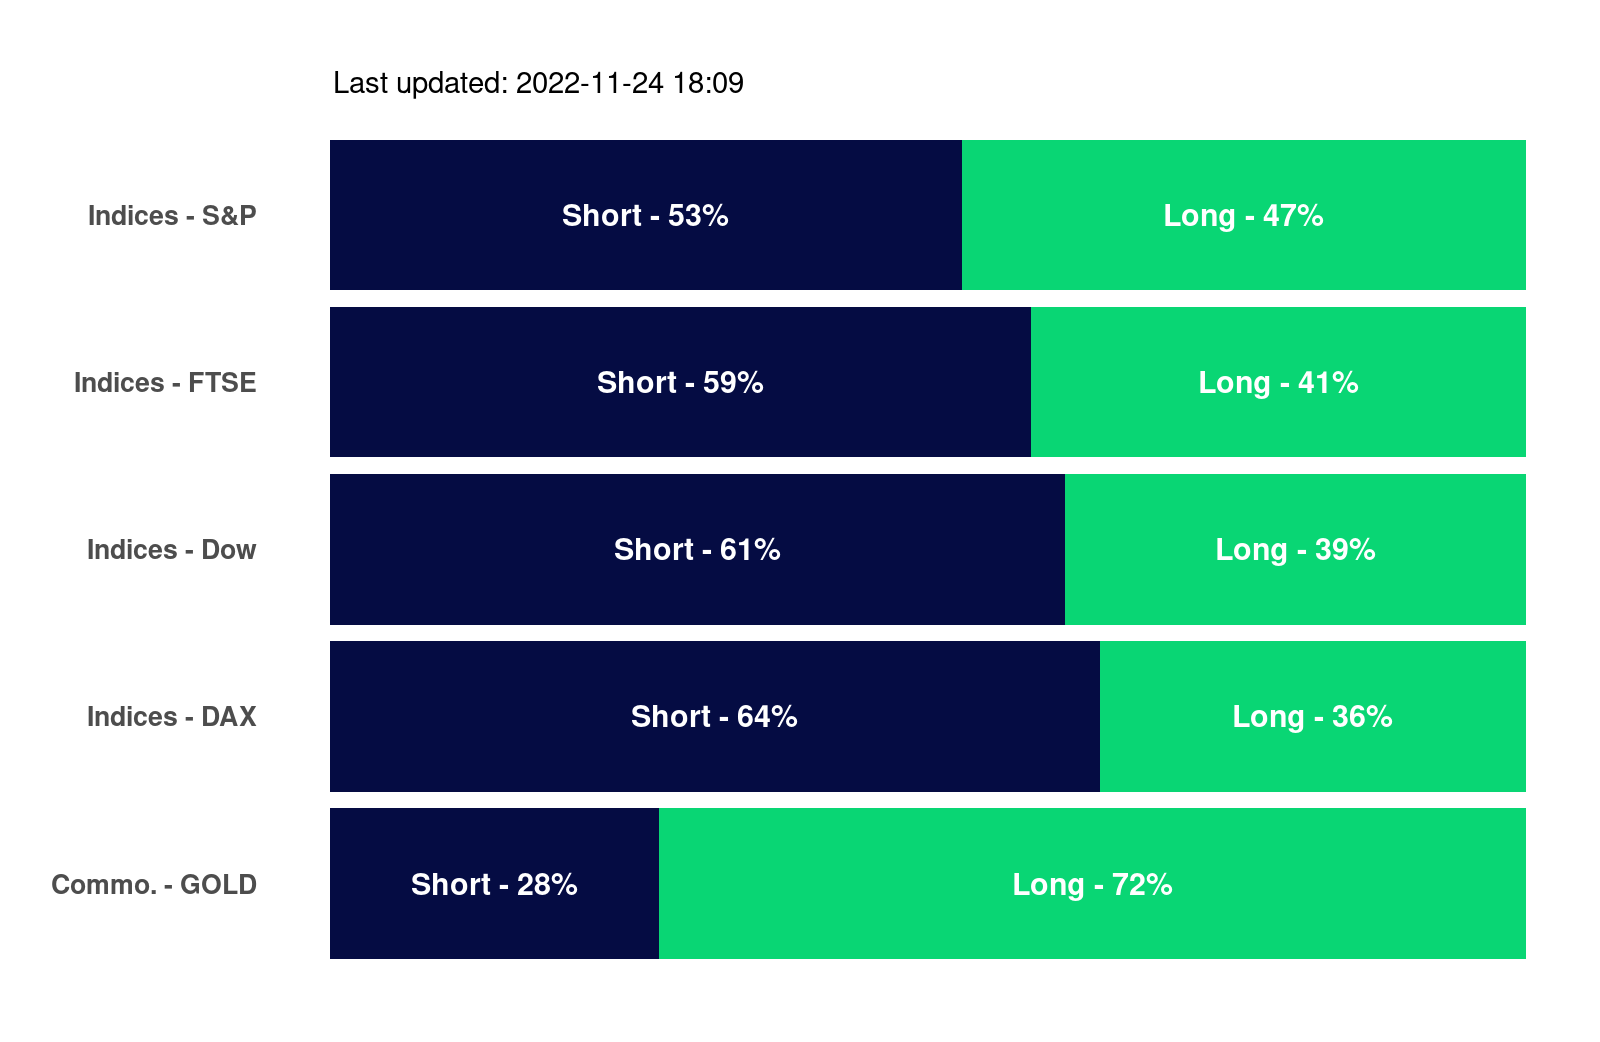 Last updated: 2022-11-24 18:09
Indices - S&P Short - 53% Long - 47%
Indices - FTSE Short - 59% Long - 41%
Indices - Dow Short - 61% Long - 39%
Indices - DAX Short - 64% Long - 36%
Commo. - GOLD Short - 28% Long - 72%